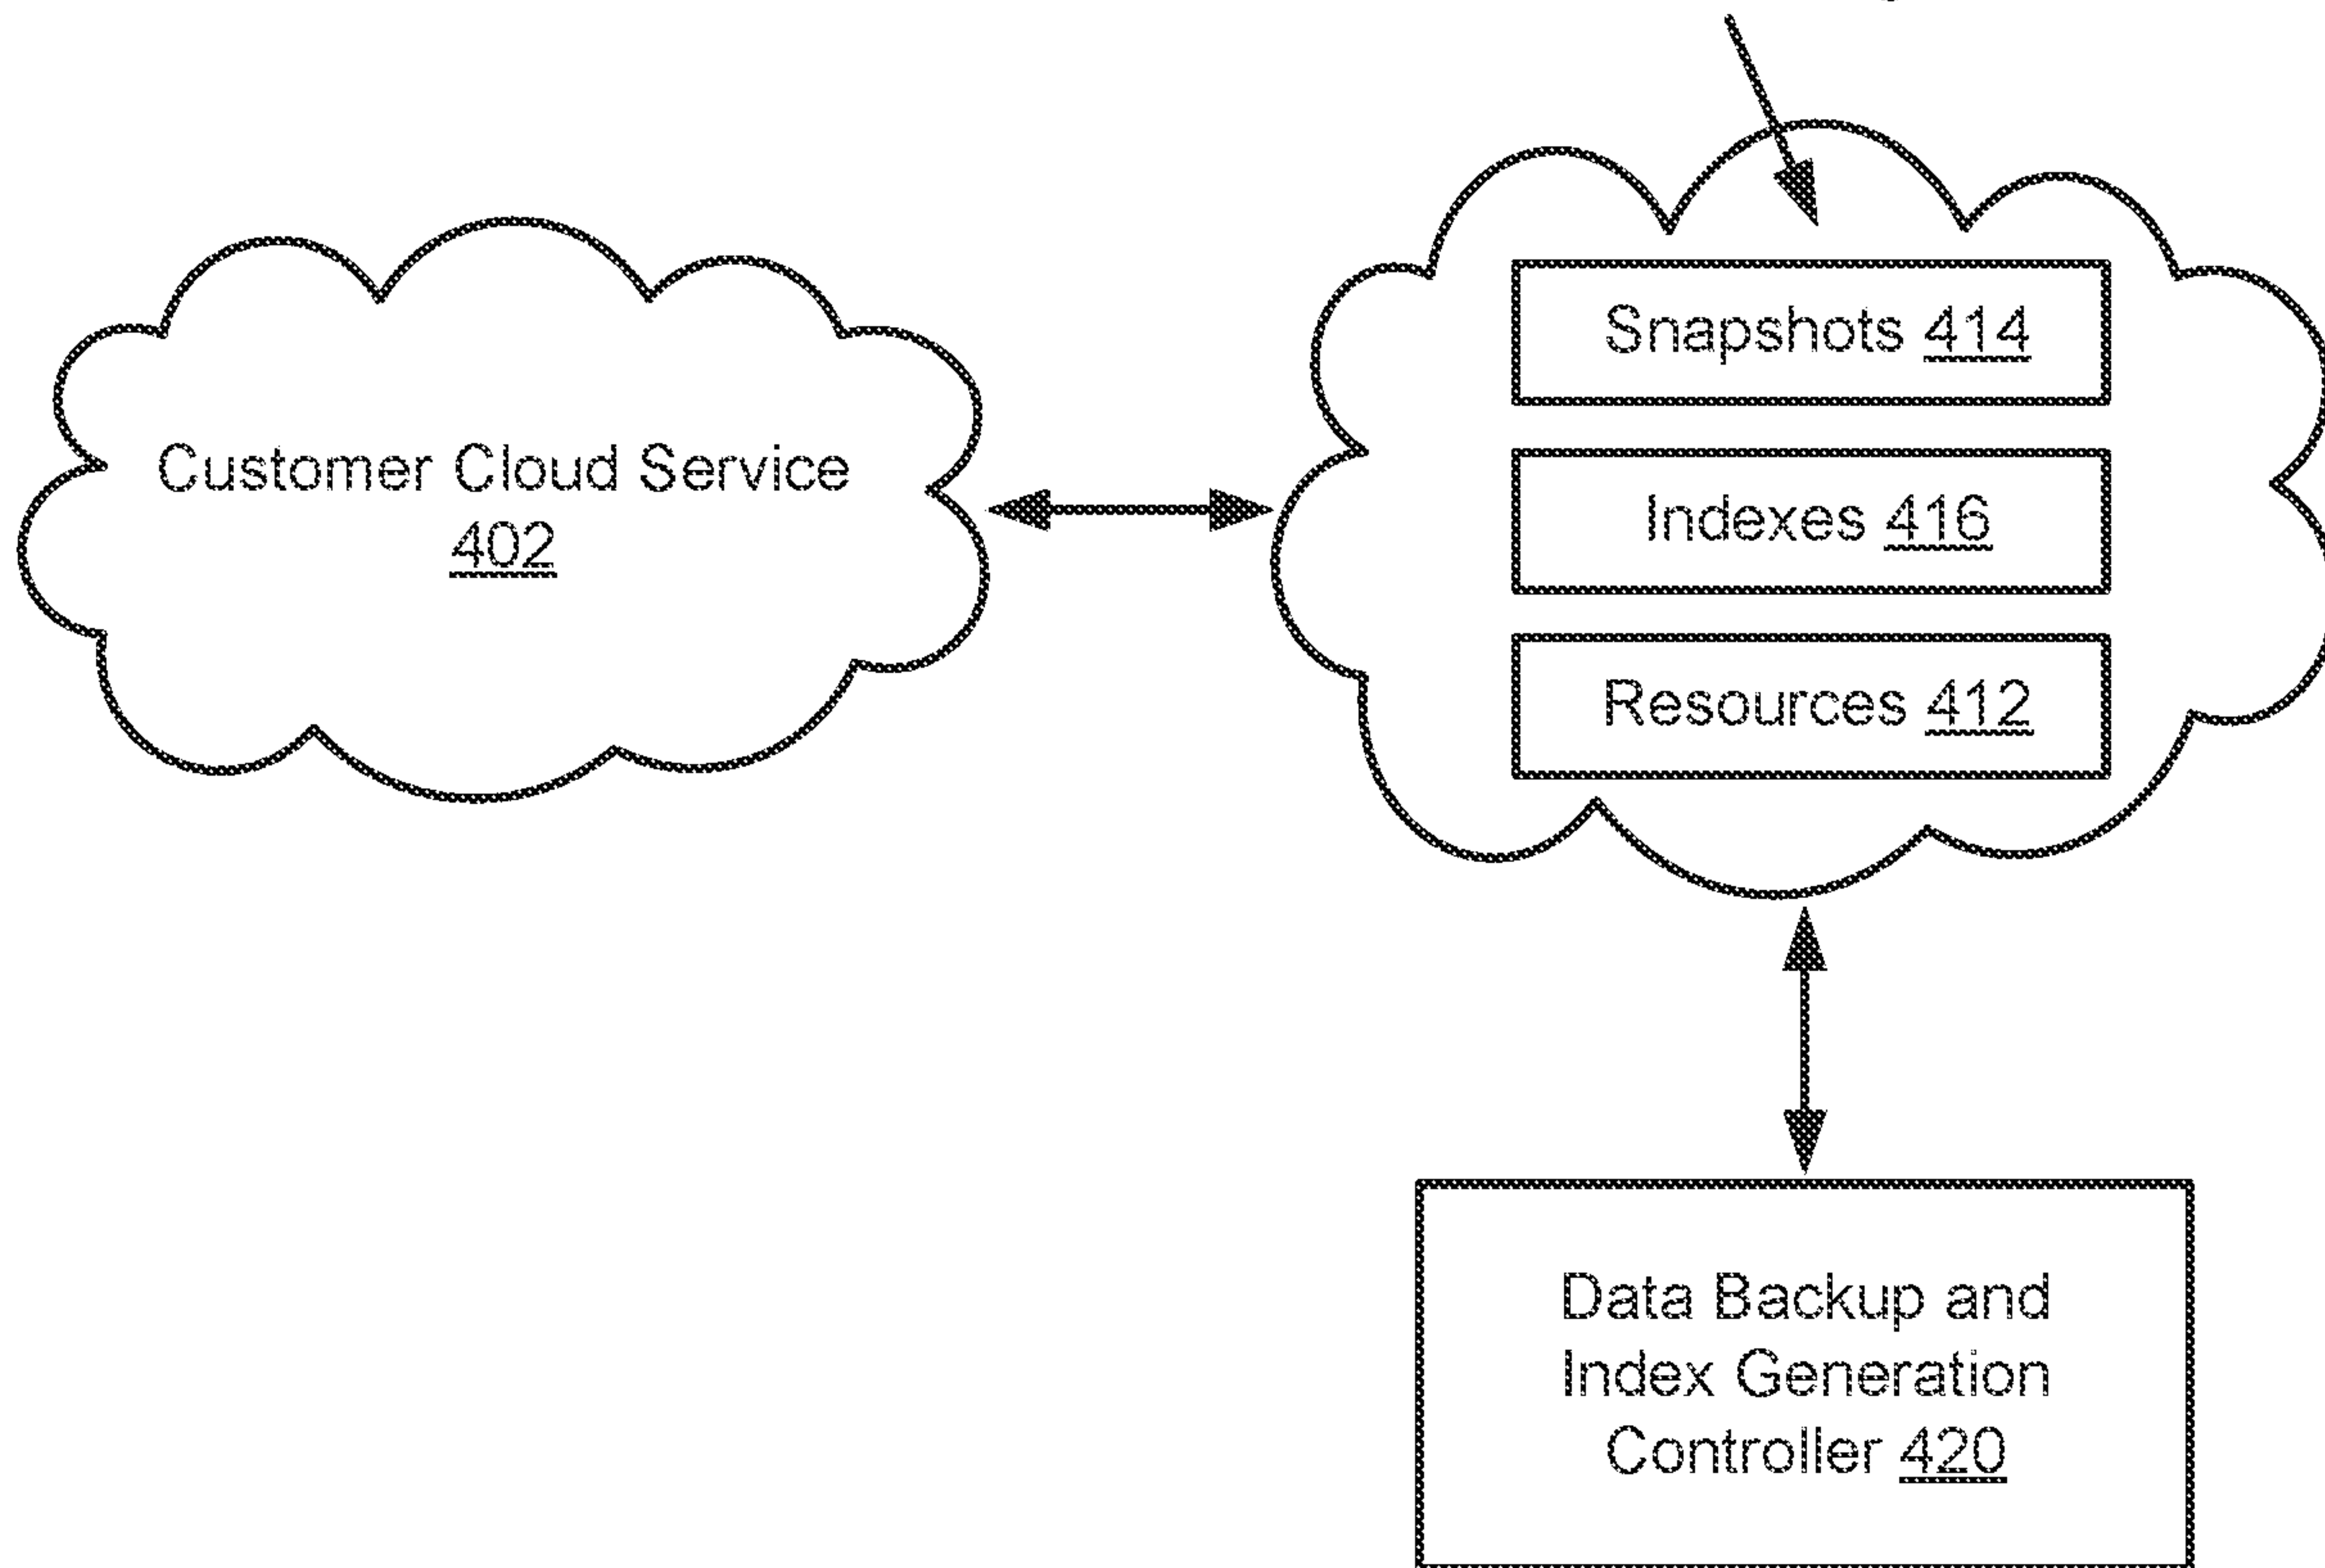 Customer Cloud Service
402
Snapshots 414
Indexes 416
Resources 412
Data Backup and
Index Generation
Controller 420